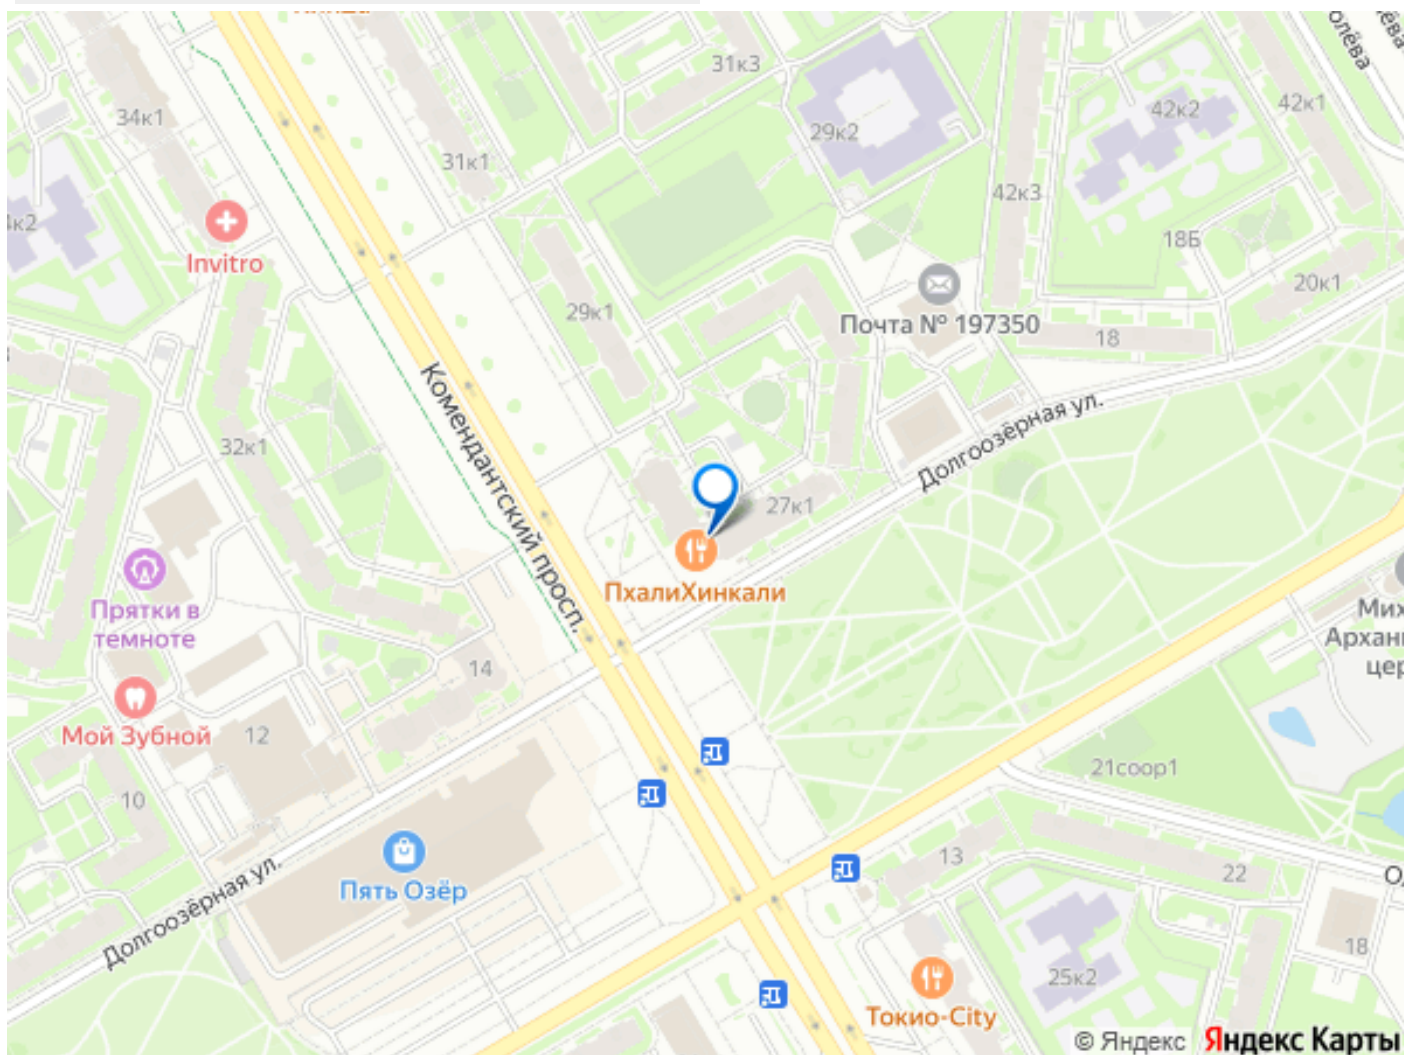 31к3
34к1
29к2
42к2
42к1
31к1
42к3
Invitro
18Б
20к1
29к1
Почта № 197350
18
Комендантский просп.
Долгоозёрная ул.
32к1
27к1
ПхалиХинкали
Прятки в
темноте
14
Мой Зубной
12
10
21соор1
Пять Озёр
13
22
Долгоозёрная ул.
18
25к2
Токио-City
© Яндекс Яндекс Карты